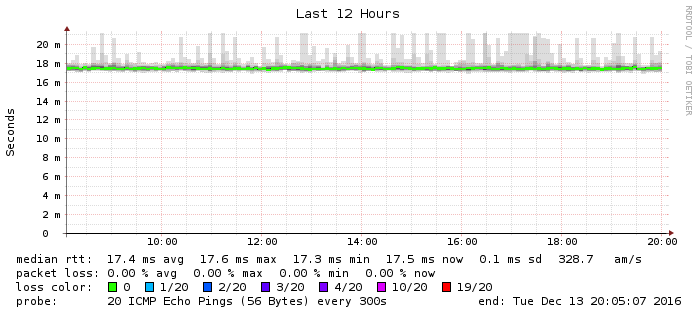 Last 12 Hours
RRDTOOL / TOBI OETIKER
Seconds
20 m
18 m
16 m
14 m
12 m
10 m
8 m
6 m
4 m
2 m
0
10:00 12:00 14:00 16:00 18:00 20:00
median rtt: 17.4 ms avg 17.6 ms max 17.3 ms min 17.5 ms now 0.1 ms sd 328.7 am/s
packet loss: 0.00 % avg 0.00 % max 0.00 % min 0.00 % now
loss color: 0 1/20 2/20 3/20 4/20 10/20 19/20
probe: 20 ICMP Echo Pings (56 Bytes) every 300s end: Tue Dec 13 20:05:07 2016